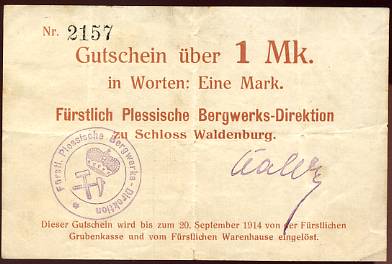 Nr. 2157
Gutschein über 1 Mk.
in Worten: Eine Mark.
Fürstlich Plessische Bergwerks-Direktion
zu Schloss Waldenburg.
Fürstl. Plessische Bergwerks-Direktion
Dieser Gutschein wird bis zum 20. September 1914 von der Fürstlichen
Grubenkasse und vom Fürstlichen Warenhause eingelöst.